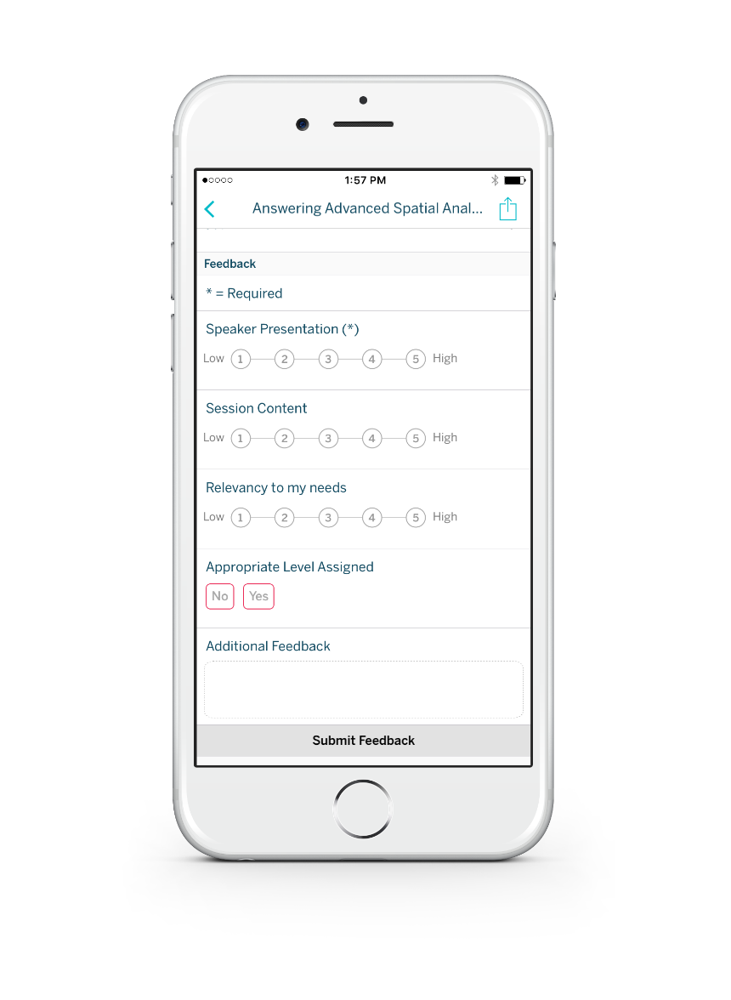 1:57 PM
Answering Advanced Spatial Anal...
Feedback
* = Required
Speaker Presentation (*)
Low 1 2 3 4 5 High
Session Content
Low 1 2 3 4 5 High
Relevancy to my needs
Low 1 2 3 4 5 High
Appropriate Level Assigned
No Yes
Additional Feedback
Submit Feedback